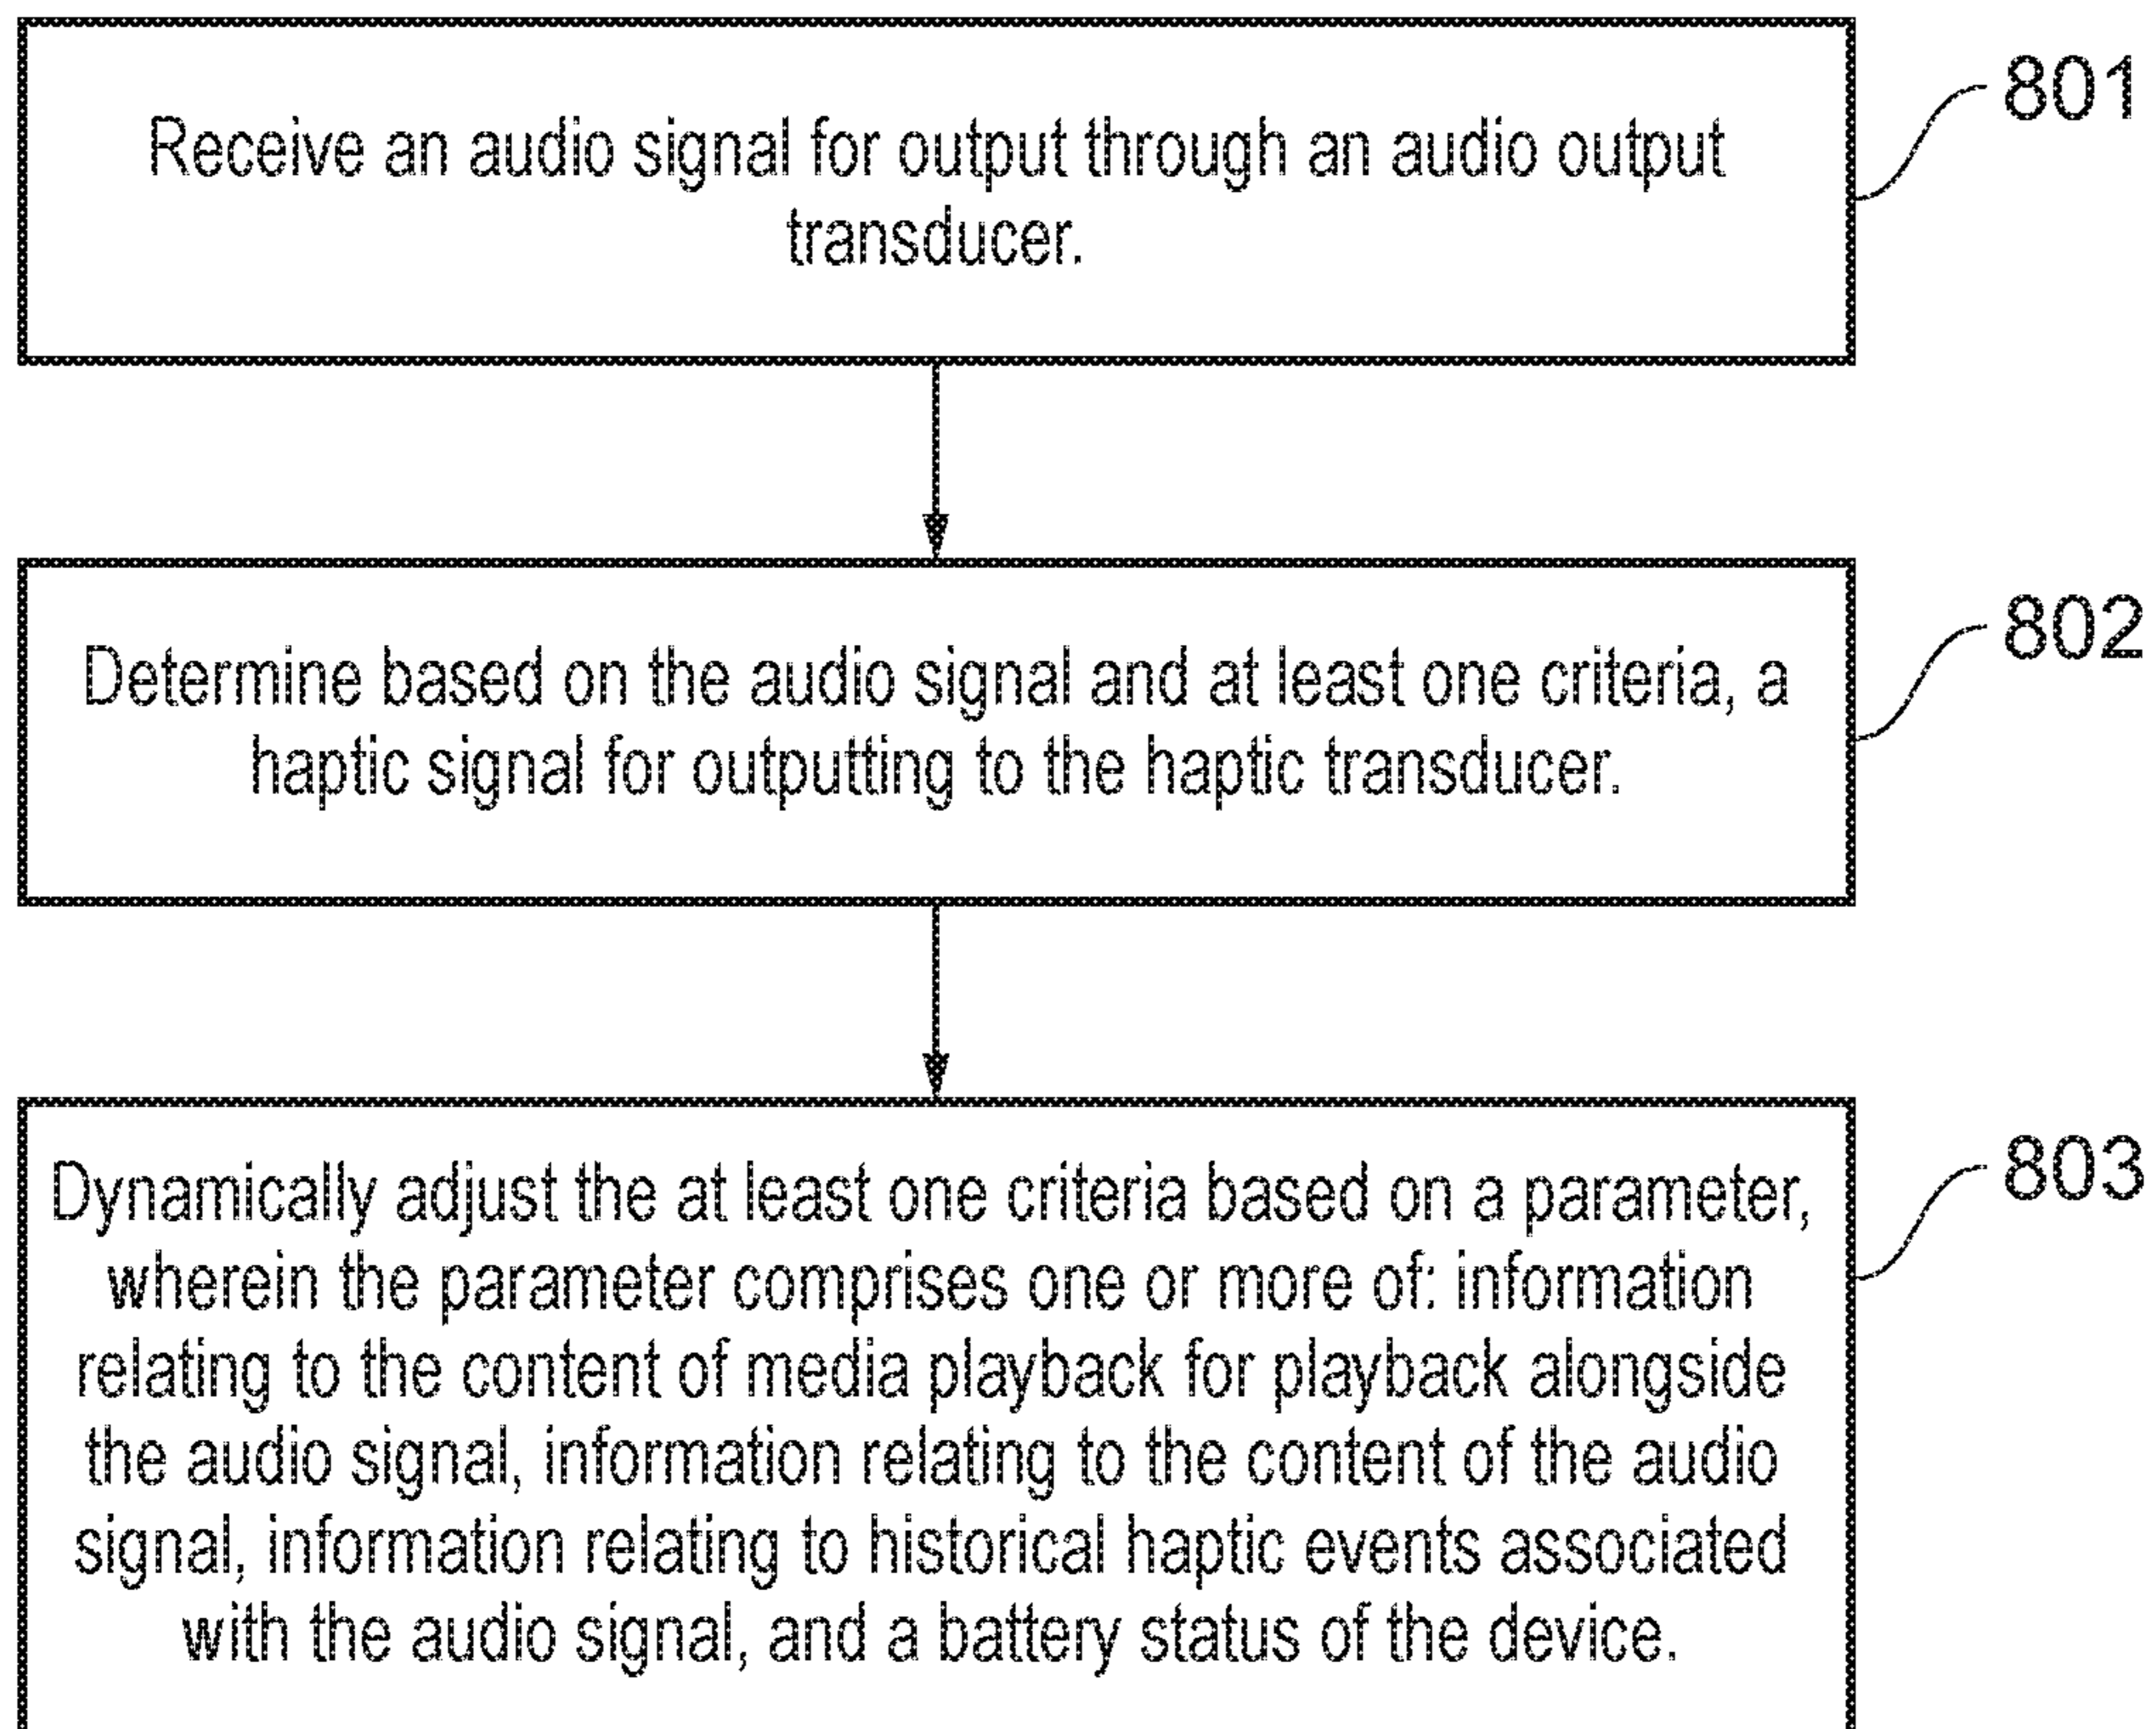 801
Receive an audio signal for output through an audio output
transducer.
802
Determine based on the audio signal and at least one criteria, a
haptic signal for outputting to the haptic transducer.
803
Dynamically adjust the at least one criteria based on a parameter,
wherein the parameter comprises one or more of: information
relating to the content of media playback for playback alongside
the audio signal, information relating to the content of the audio
signal, information relating to historical haptic events associated
with the audio signal, and a battery status of the device.